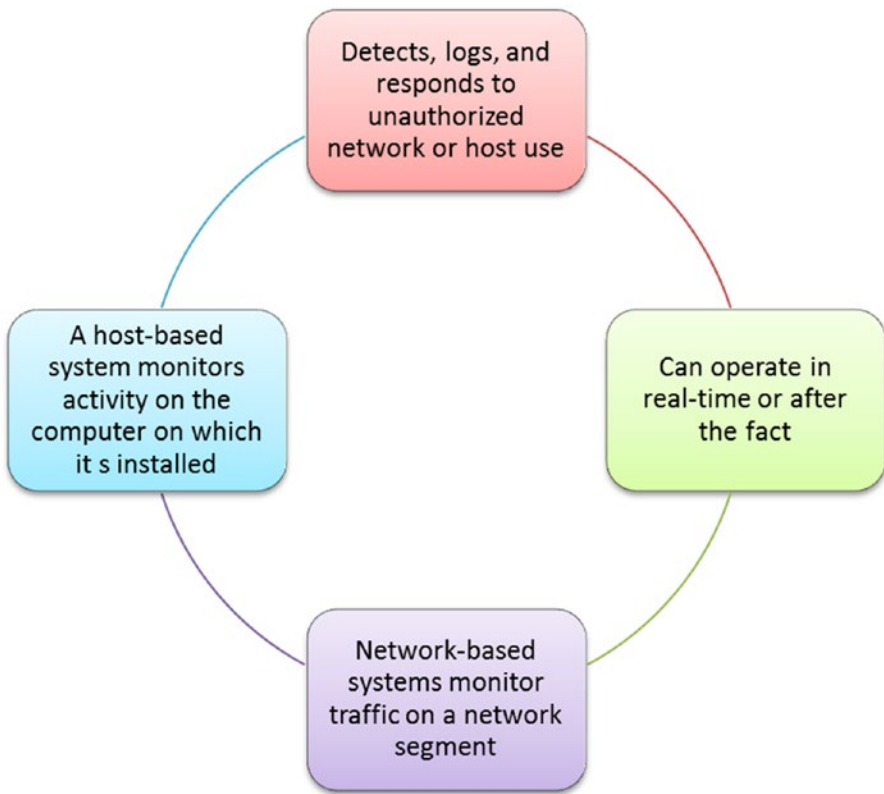 Detects, logs, and
responds to
unauthorized
network or host use
Can operate in
real-time or after
the fact
Network-based
systems monitor
traffic on a network
segment
A host-based
system monitors
activity on the
computer on which
it s installed